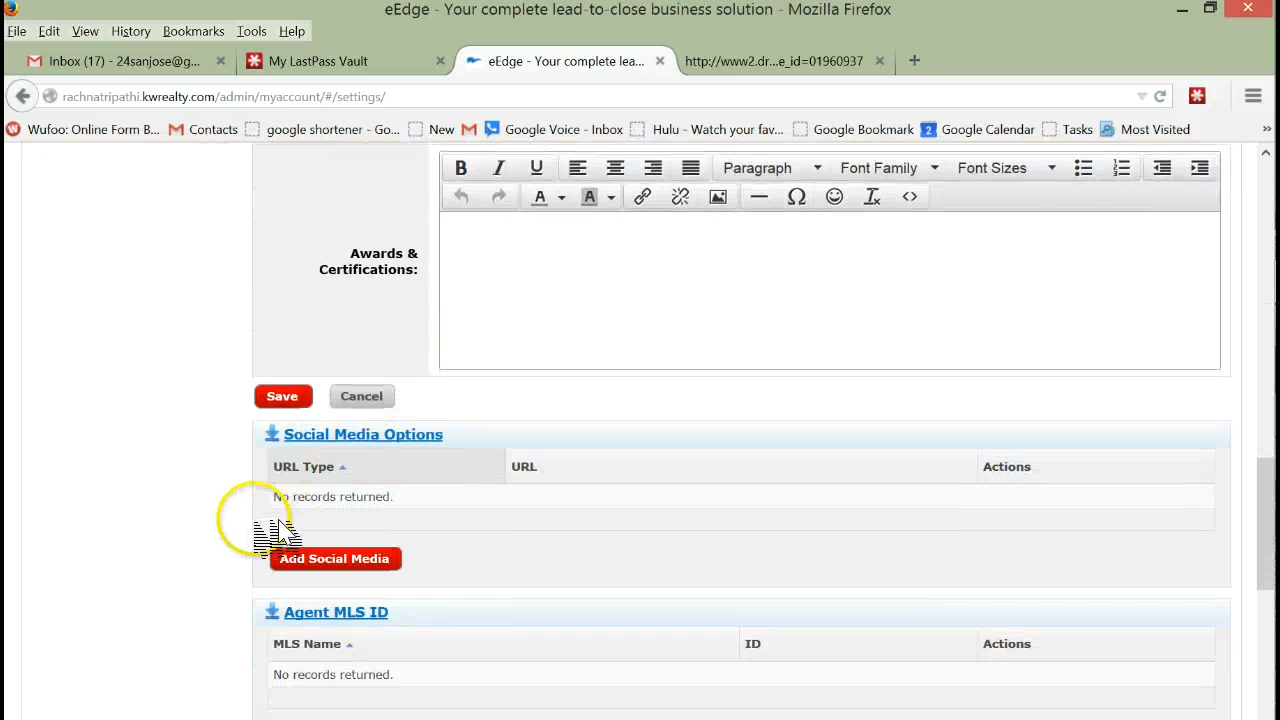 eEdge - Your complete lead-to-close business solution - Mozilla Firefox
File Edit View History Bookmarks Tools Help
Inbox (17) - 24sanjose@g... × My LastPass Vault × eEdge - Your complete lea... × http://www2.dr...e_id=01960937 × +
rachnatripathi.kwrealty.com/admin/myaccount/#/settings/
Wufoo: Online Form B... Contacts google shortener - Go... New Google Voice - Inbox Hulu - Watch your fav... Google Bookmark 2 Google Calendar Tasks Most Visited »
B I U Paragraph Font Family Font Sizes
A A Ω Ix <>
Awards &
Certifications:
Save Cancel
Social Media Options
URL Type URL Actions
No records returned.
Add Social Media
Agent MLS ID
MLS Name ID Actions
No records returned.